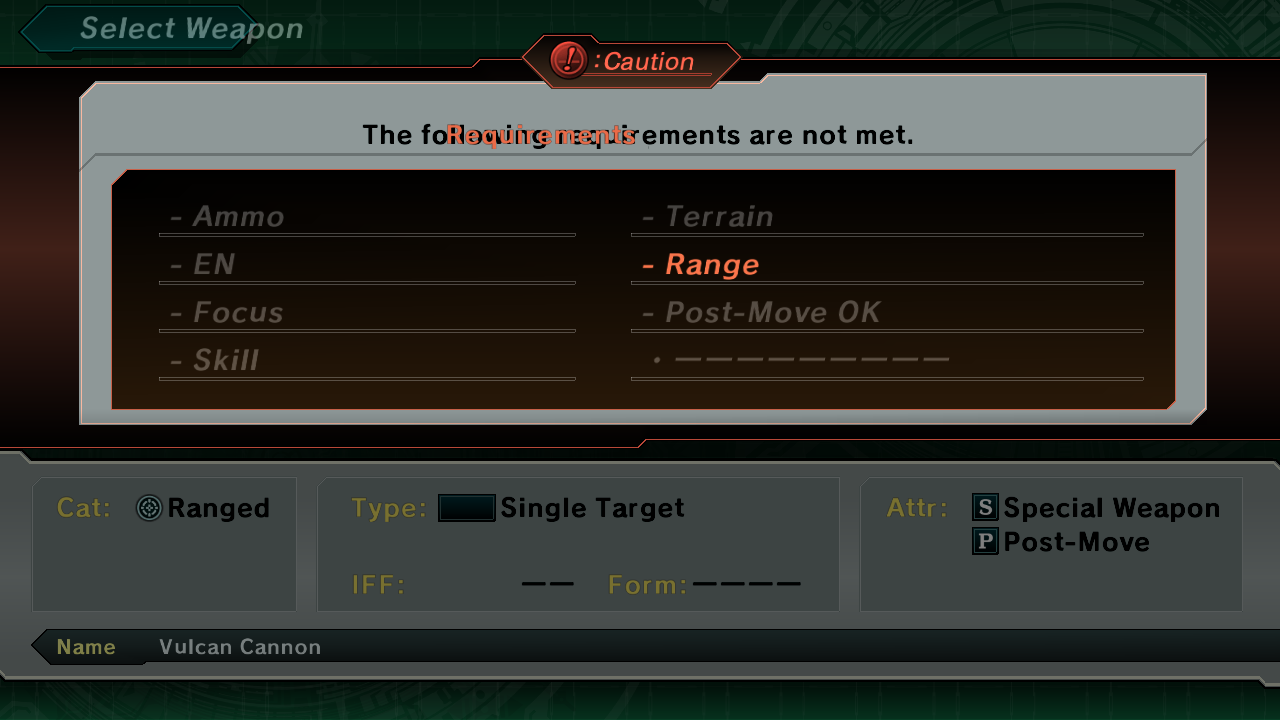 Select Weapon
! :Caution
The following requirements are not met.
Requirements
- Ammo
- Terrain
- EN
- Range
- Focus
- Post-Move OK
- Skill
· —————————
Cat: Ranged
Type: Single Target
Attr: S Special Weapon
P Post-Move
IFF: —— Form: ————
Name Vulcan Cannon